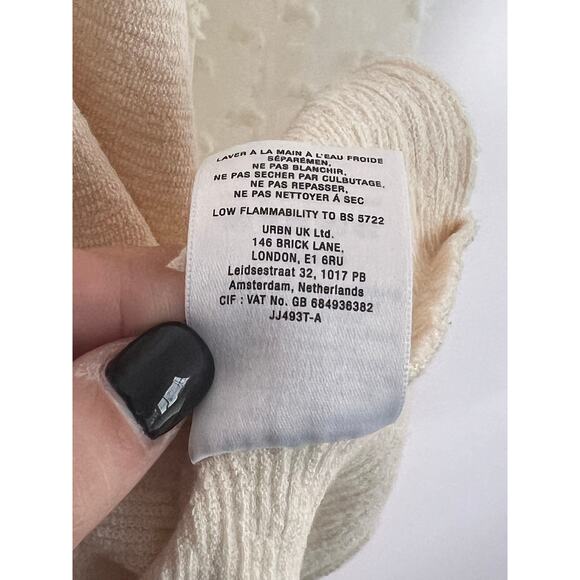 LAVER À LA MAIN À L'EAU FROIDE
SÉPARÉMEN,
NE PAS BLANCHIR,
NE PAS SECHER PAR CULBUTAGE,
NE PAS REPASSER,
NE PAS NETTOYER Á SEC
LOW FLAMMABILITY TO BS 5722
URBN UK Ltd.
146 BRICK LANE,
LONDON, E1 6RU
Leidsestraat 32, 1017 PB
Amsterdam, Netherlands
CIF : VAT No. GB 684936382
JJ493T-A